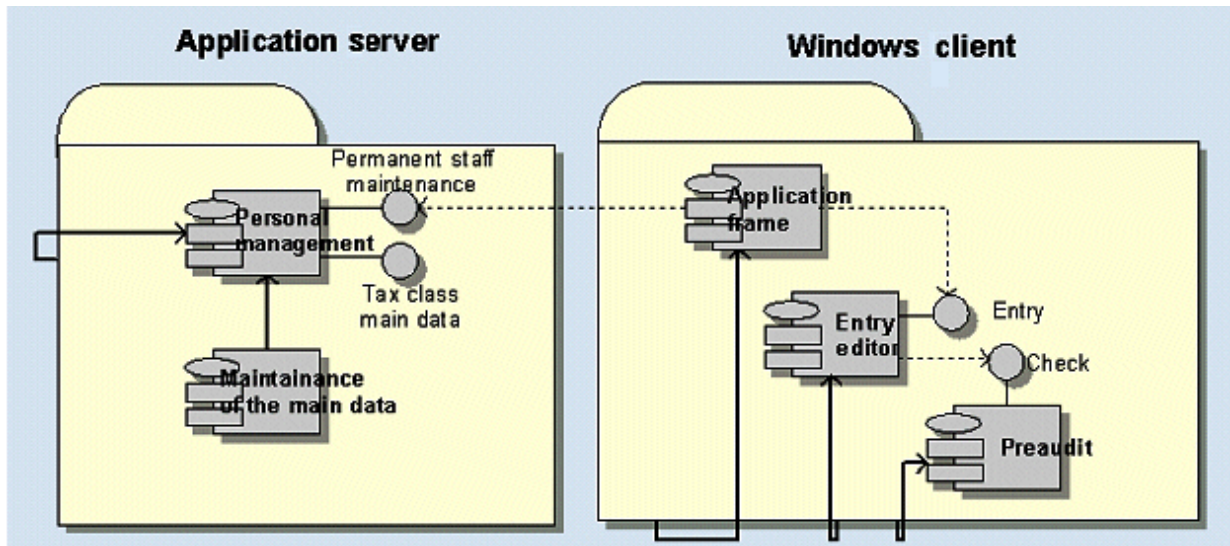 Application server
Windows client
Permanent staff
maintenance
Personal
management
Tax class
main data
Maintainance
of the main data
Application
frame
Entry
Entry
editor
Check
Preaudit